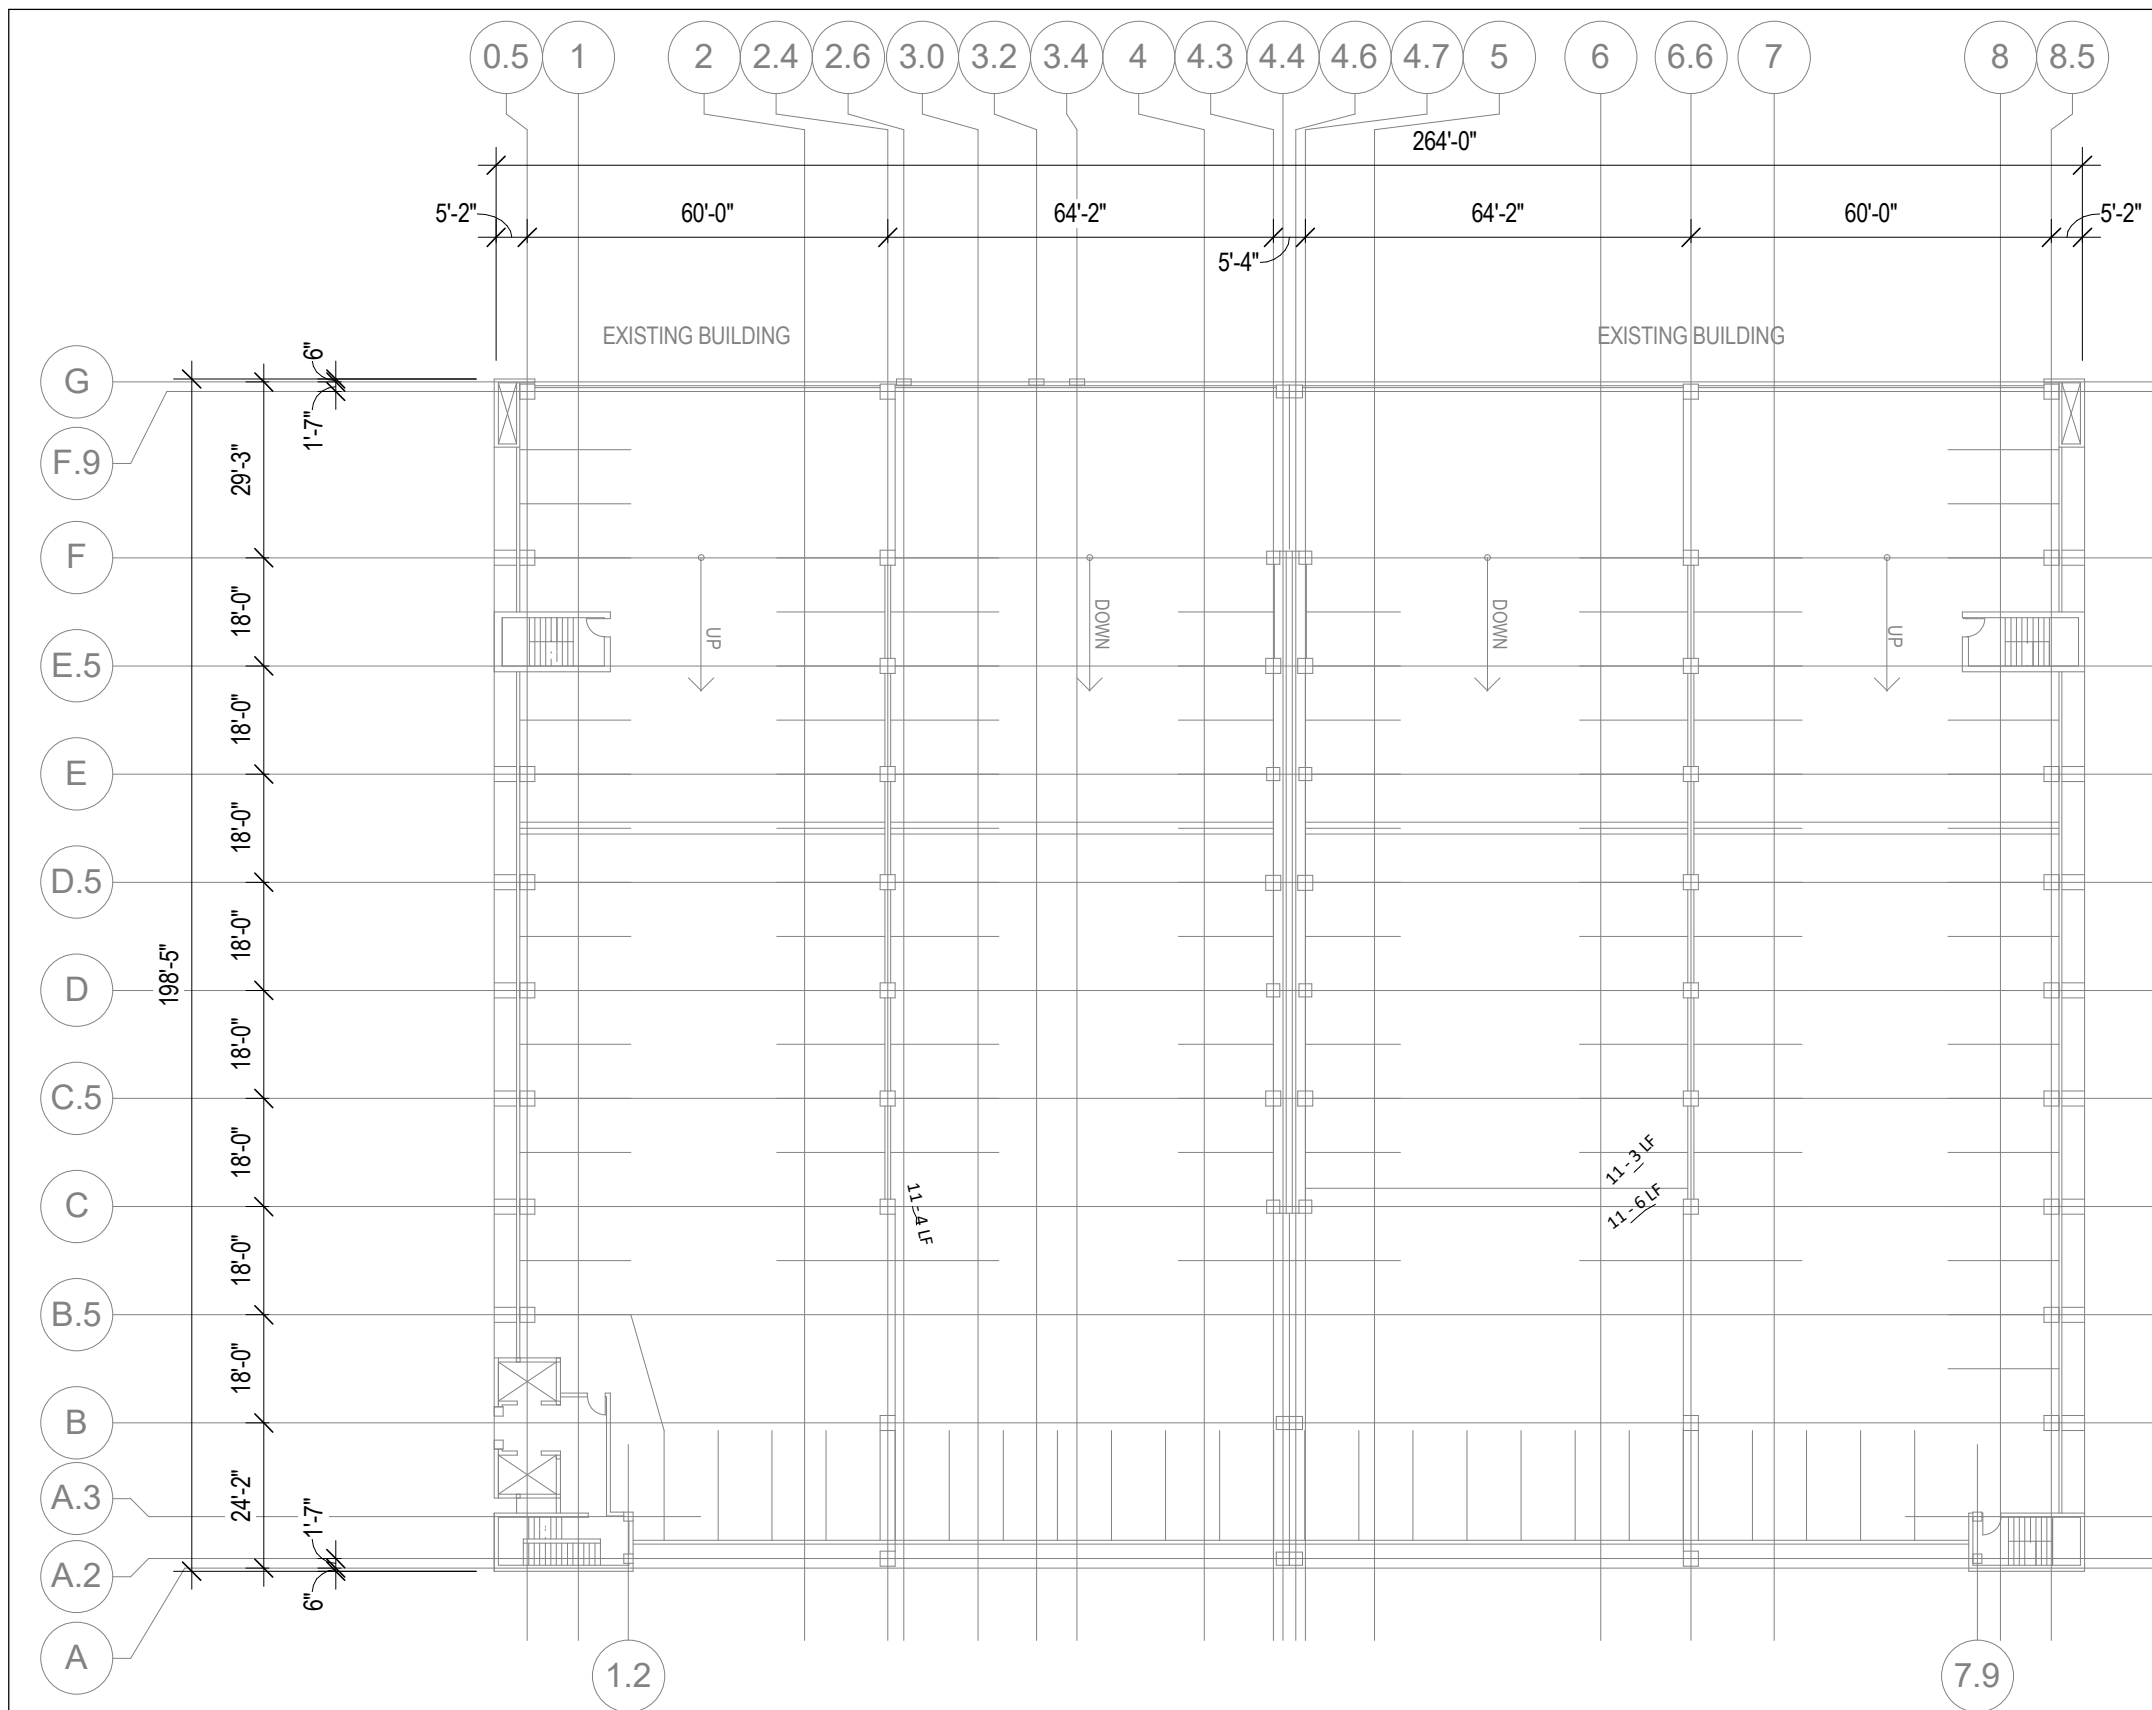 0.5 1 2 2.4 2.6 3.0 3.2 3.4 4 4.3 4.4 4.6 4.7 5 6 6.6 7 8 8.5
264'-0"
5'-2" 60'-0" 64'-2" 64'-2" 60'-0" 5'-2"
5'-4"
EXISTING BUILDING EXISTING BUILDING
G
6"
1'-7"
F.9
29'-3"
F
18'-0"
UP
DOWN
DOWN
UP
E.5
18'-0"
E
18'-0"
D.5
18'-0"
198'-5"
D
18'-0"
C.5
18'-0"
11 - 3 LF
C
11 - 4 LF
11 - 6 LF
18'-0"
B.5
18'-0"
B
A.3
24'-2"
1'-7"
A.2
6"
A
1.2 7.9